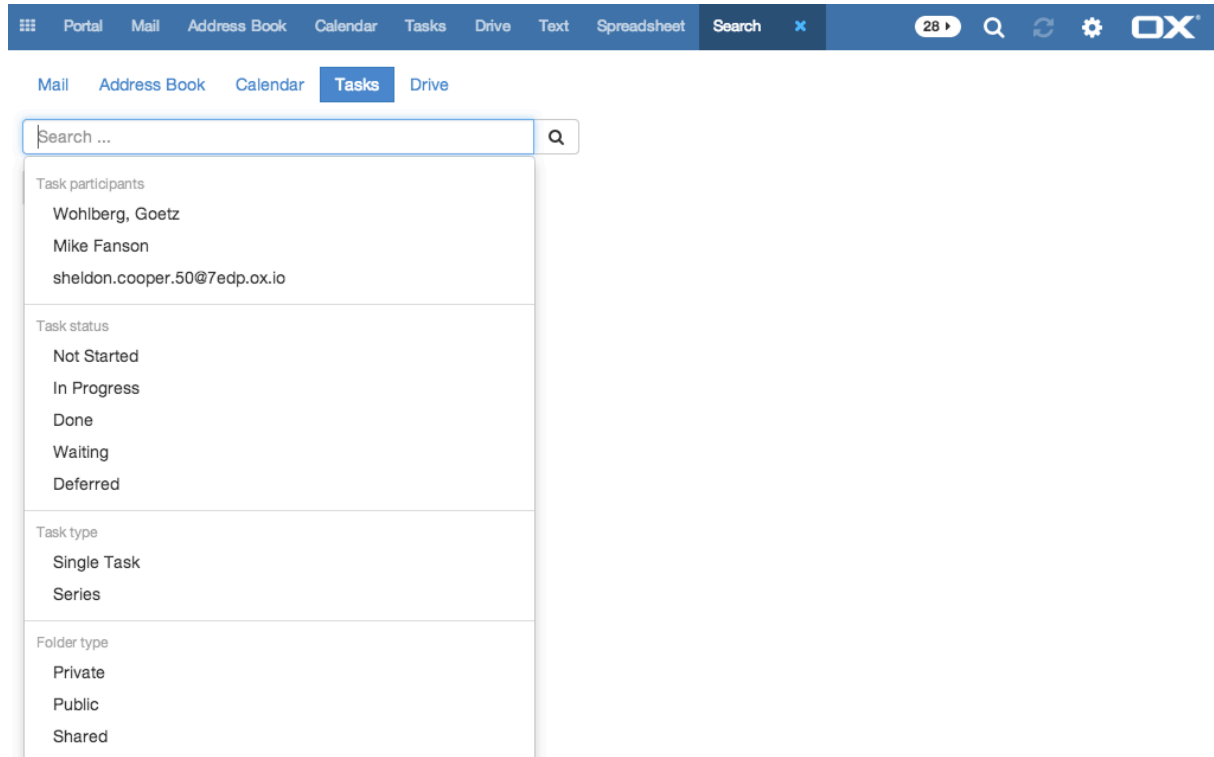 Portal Mail Address Book Calendar Tasks Drive Text Spreadsheet Search × 28 OX
Mail Address Book Calendar Tasks Drive
Search ...
Task participants
Wohlberg, Goetz
Mike Fanson
sheldon.cooper.50@7edp.ox.io
Task status
Not Started
In Progress
Done
Waiting
Deferred
Task type
Single Task
Series
Folder type
Private
Public
Shared